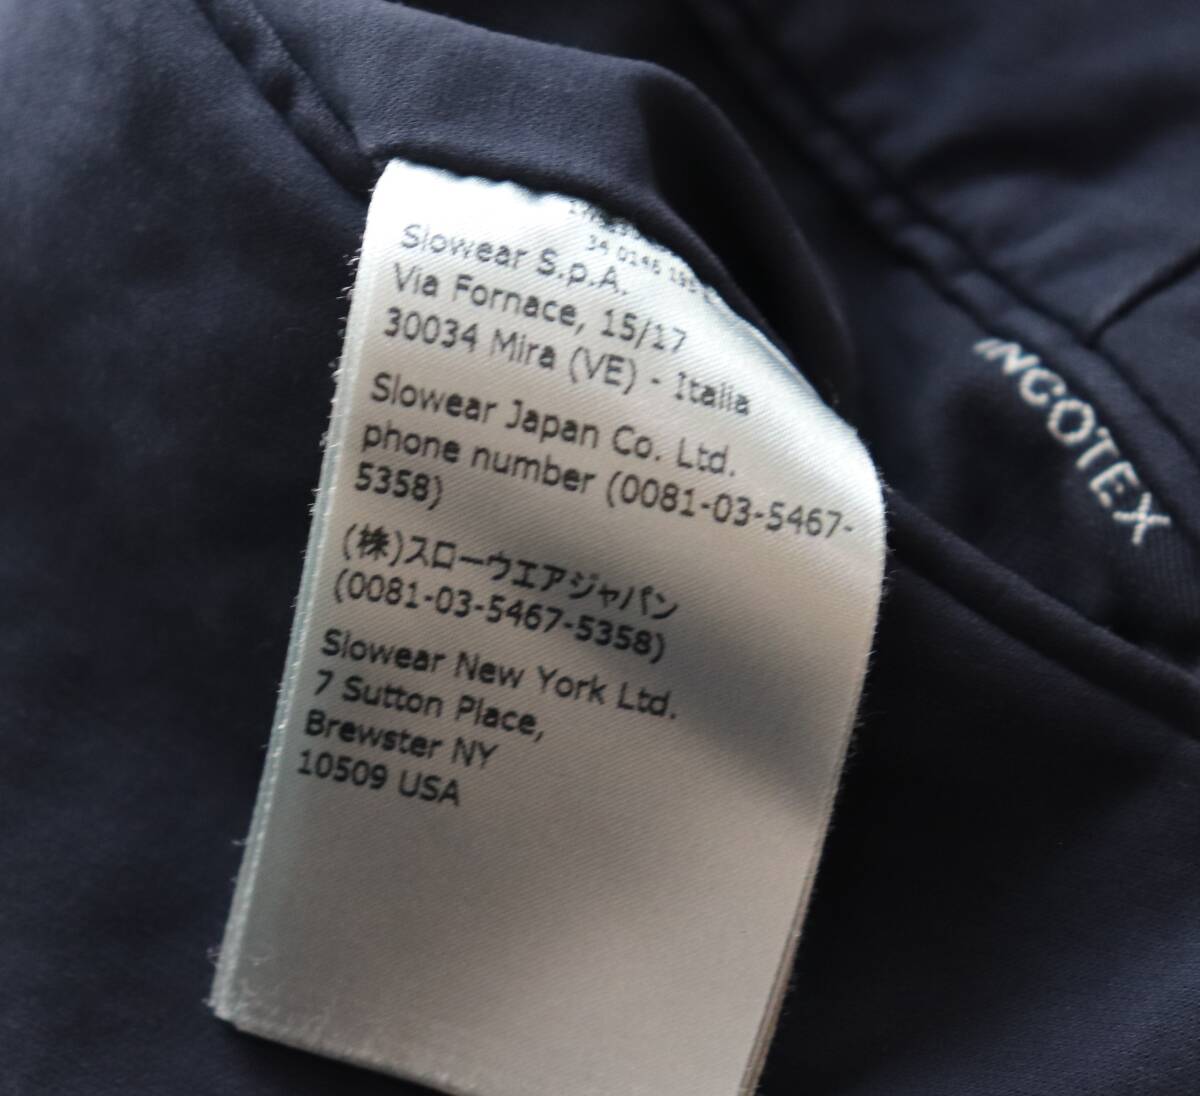 34 0146
Slowear S.p.A.
Via Fornace, 15/17
30034 Mira (VE) - Italia
Slowear Japan Co. Ltd.
phone number (0081-03-5467-
5358)
(株)スローウエアジャパン
(0081-03-5467-5358)
Slowear New York Ltd.
7 Sutton Place,
Brewster NY
10509 USA
INCOTEX